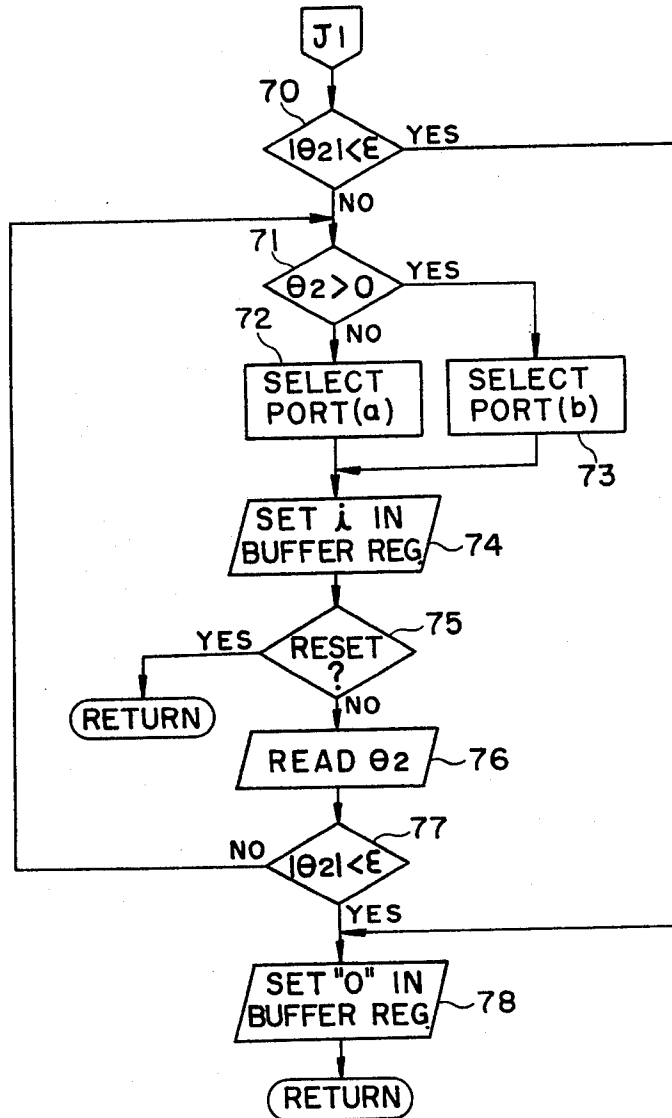 J1
70
|θ2|<ε
YES
NO
71
θ2>0
YES
72
NO
SELECT
PORT(a)
SELECT
PORT(b)
73
SET i IN
BUFFER REG.
74
75
YES
RESET
?
NO
RETURN
READ θ2
76
77
NO
|θ2|<ε
YES
SET "0" IN
BUFFER REG.
78
RETURN